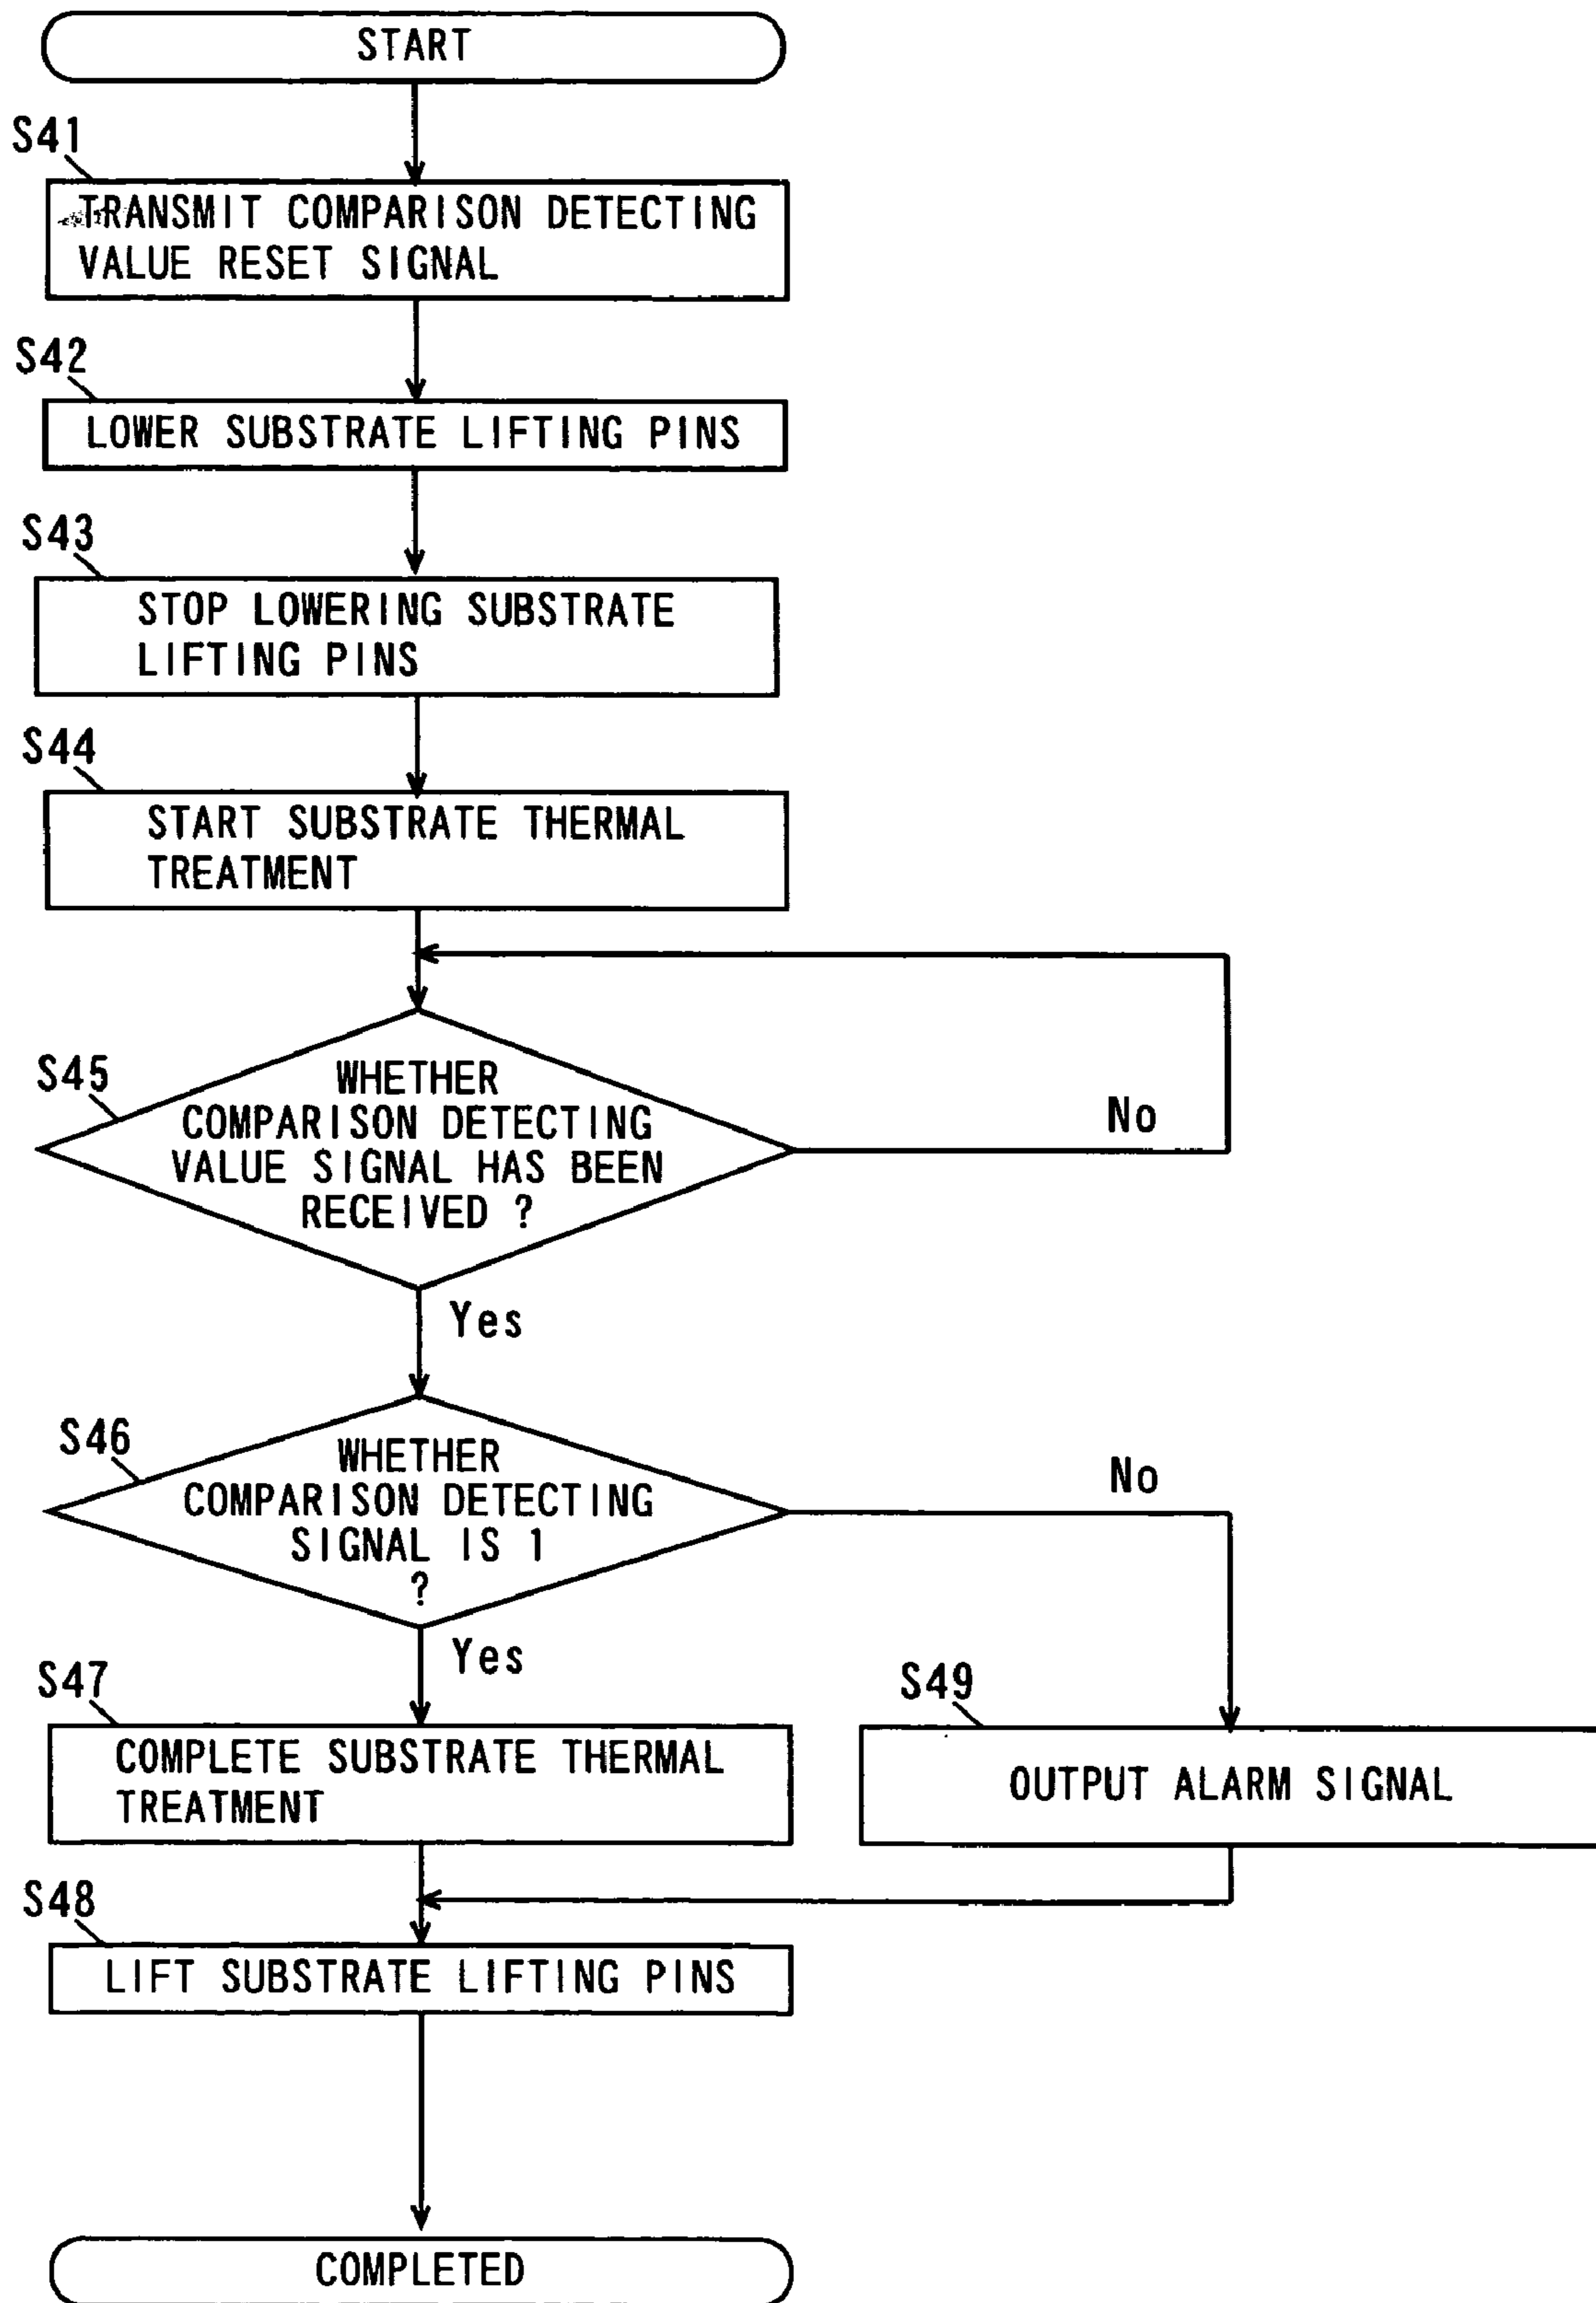 START
S41
TRANSMIT COMPARISON DETECTING
VALUE RESET SIGNAL
S42
LOWER SUBSTRATE LIFTING PINS
S43
STOP LOWERING SUBSTRATE
LIFTING PINS
S44
START SUBSTRATE THERMAL
TREATMENT
S45
WHETHER
COMPARISON DETECTING
VALUE SIGNAL HAS BEEN
RECEIVED ?
No
Yes
S46
WHETHER
COMPARISON DETECTING
SIGNAL IS 1
?
No
Yes
S47
COMPLETE SUBSTRATE THERMAL
TREATMENT
S49
OUTPUT ALARM SIGNAL
S48
LIFT SUBSTRATE LIFTING PINS
COMPLETED